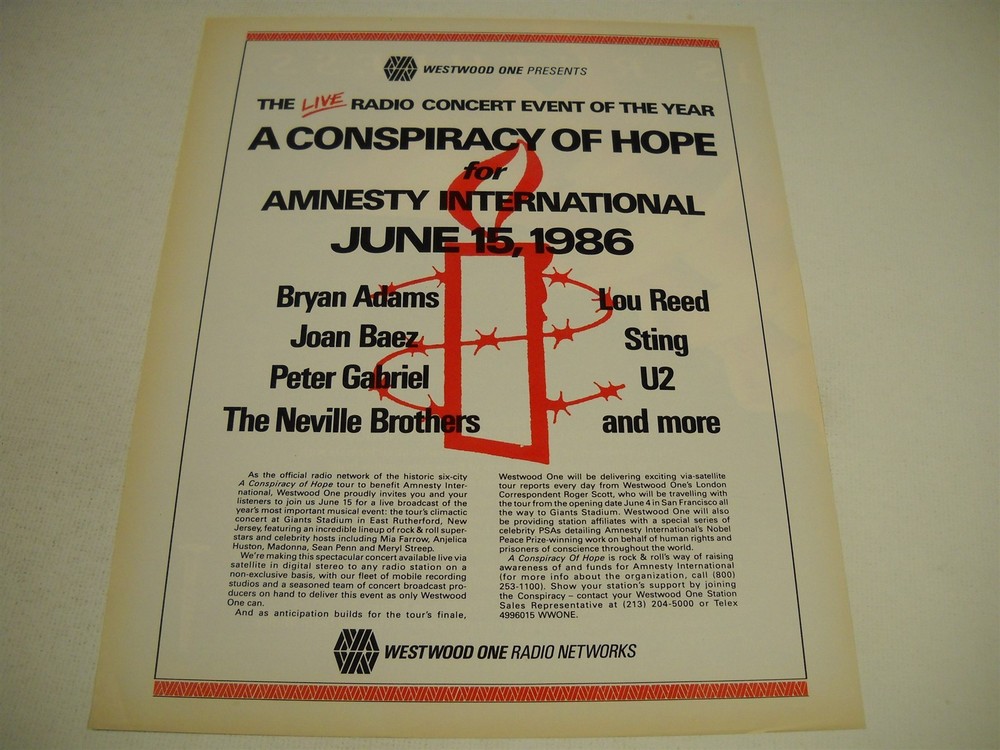 WESTWOOD ONE PRESENTS
THE LIVE RADIO CONCERT EVENT OF THE YEAR
A CONSPIRACY OF HOPE
for
AMNESTY INTERNATIONAL
JUNE 15, 1986
Bryan Adams
Joan Baez
Peter Gabriel
The Neville Brothers
Lou Reed
Sting
U2
and more
As the official radio network of the historic six-city
A Conspiracy of Hope tour to benefit Amnesty Inter-
national, Westwood One proudly invites you and your
listeners to join us June 15 for a live broadcast of the
year's most important musical event: the tour's climactic
concert at Giants Stadium in East Rutherford, New
Jersey, featuring an incredible lineup of rock & roll super-
stars and celebrity hosts including Mia Farrow, Anjelica
Huston, Madonna, Sean Penn and Meryl Streep.
We're making this spectacular concert available live via
satellite in digital stereo to any radio station on a
non-exclusive basis, with our fleet of mobile recording
studios and a seasoned team of concert broadcast pro-
ducers on hand to deliver this event as only Westwood
One can.
And as anticipation builds for the tour's finale,
Westwood One will be delivering exciting via-satellite
tour reports every day from Westwood One's London
Correspondent Roger Scott, who will be travelling with
the tour from the opening date June 4 in San Francisco all
the way to Giants Stadium. Westwood One will also
be providing station affiliates with a special series of
celebrity PSAs detailing Amnesty International's Nobel
Peace Prize-winning work on behalf of human rights and
prisoners of conscience throughout the world.
A Conspiracy Of Hope is rock & roll's way of raising
awareness of and funds for Amnesty International
(for more info about the organization, call (800)
253-1100). Show your station's support by joining
the Conspiracy – contact your Westwood One Station
Sales Representative at (213) 204-5000 or Telex
4996015 WWONE.
WESTWOOD ONE RADIO NETWORKS